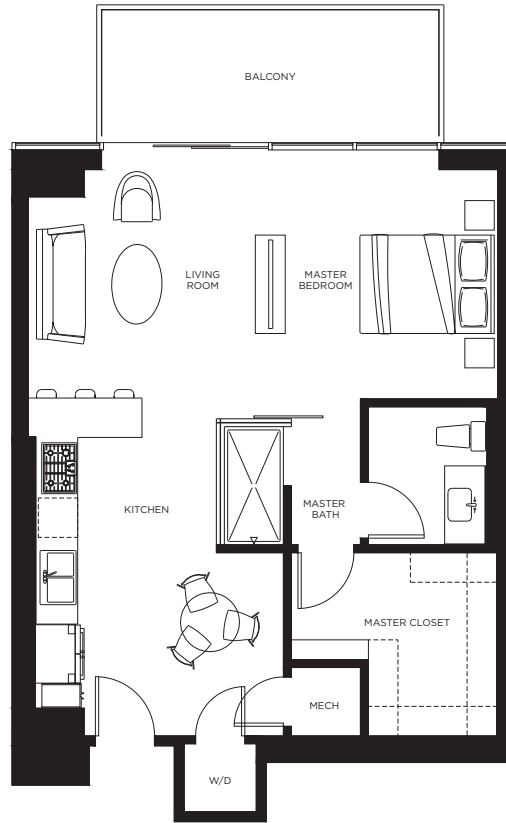 BALCONY
LIVING
ROOM
MASTER
BEDROOM
KITCHEN
MASTER
BATH
MASTER CLOSET
MECH
W/D